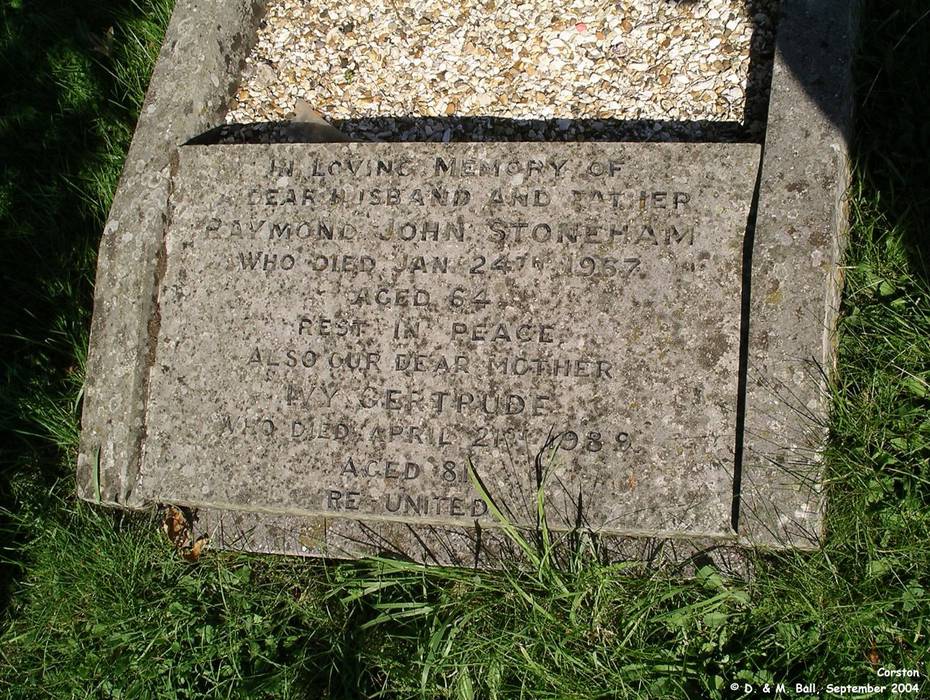 IN LOVING MEMORY OF
A DEAR HUSBAND AND FATHER
RAYMOND JOHN STONEHAM
WHO DIED JAN 24TH 1967
AGED 64
REST IN PEACE
ALSO OUR DEAR MOTHER
IVY GERTRUDE
WHO DIED APRIL 21ST 1989
AGED 81
RE-UNITED
Corston
© D. & M. Ball, September 2004